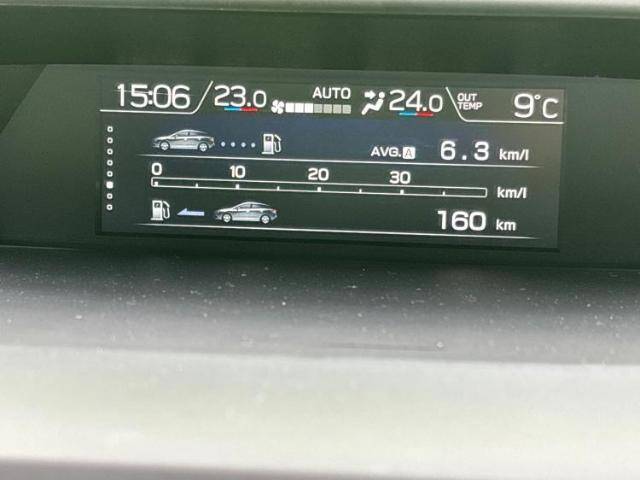 15:06 23.0 AUTO 24.0 OUT TEMP 9°C
AVG. A 6.3 km/l
0 10 20 30 km/l
160 km